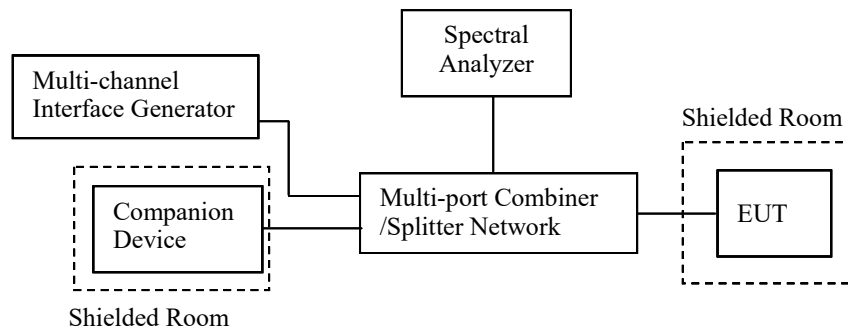 Spectral
Analyzer
Multi-channel
Interface Generator
Shielded Room
Companion
Device
Multi-port Combiner
/Splitter Network
EUT
Shielded Room